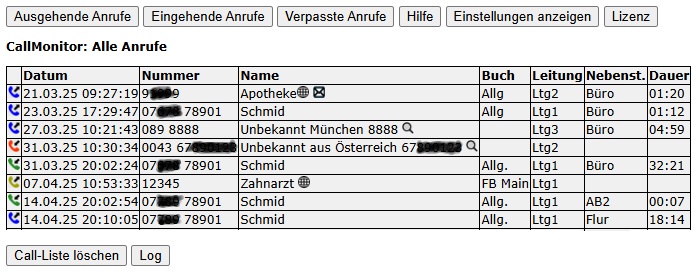 Ausgehende Anrufe Eingehende Anrufe Verpasste Anrufe Hilfe Einstellungen anzeigen Lizenz
CallMonitor: Alle Anrufe
Datum Nummer Name Buch Leitung Nebenst. Dauer
21.03.25 09:27:19 9 9 Apotheke Allg Ltg2 Büro 01:20
23.03.25 17:29:47 07 78901 Schmid Allg Ltg1 Büro 01:12
27.03.25 10:21:43 089 8888 Unbekannt München 8888 Ltg3 Büro 04:59
31.03.25 10:30:34 0043 67 Unbekannt aus Österreich 67 Ltg2
31.03.25 20:02:24 07 78901 Schmid Allg. Ltg1 Büro 32:21
07.04.25 10:53:33 12345 Zahnarzt FB Main Ltg1
14.04.25 20:02:54 07 78901 Schmid Allg. Ltg1 AB2 00:07
14.04.25 20:10:05 07 78901 Schmid Allg. Ltg1 Flur 18:14
Call-Liste löschen Log